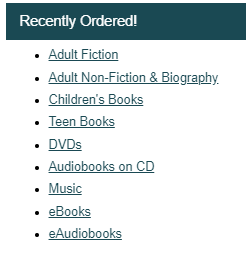 Recently Ordered!
Adult Fiction
Adult Non-Fiction & Biography
Children's Books
Teen Books
DVDs
Audiobooks on CD
Music
eBooks
eAudiobooks